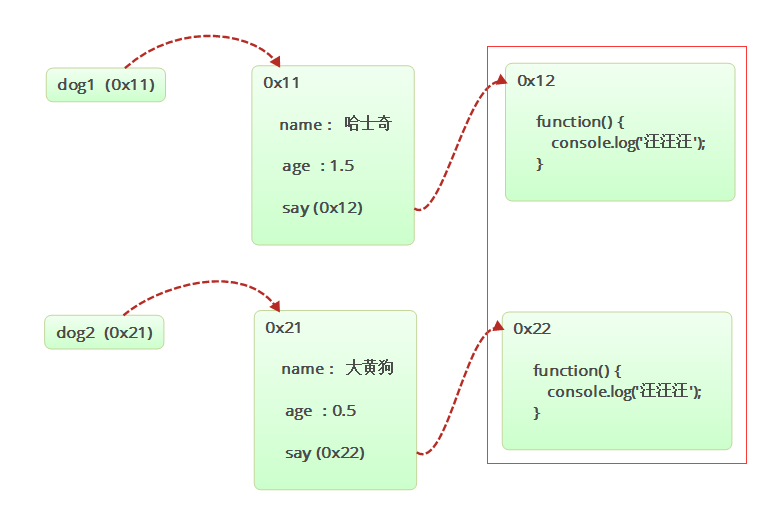 dog1 (0x11)
0x11
name : 哈士奇
age : 1.5
say (0x12)
0x12
function() {
console.log('汪汪汪');
}
dog2 (0x21)
0x21
name : 大黄狗
age : 0.5
say (0x22)
0x22
function() {
console.log('汪汪汪');
}